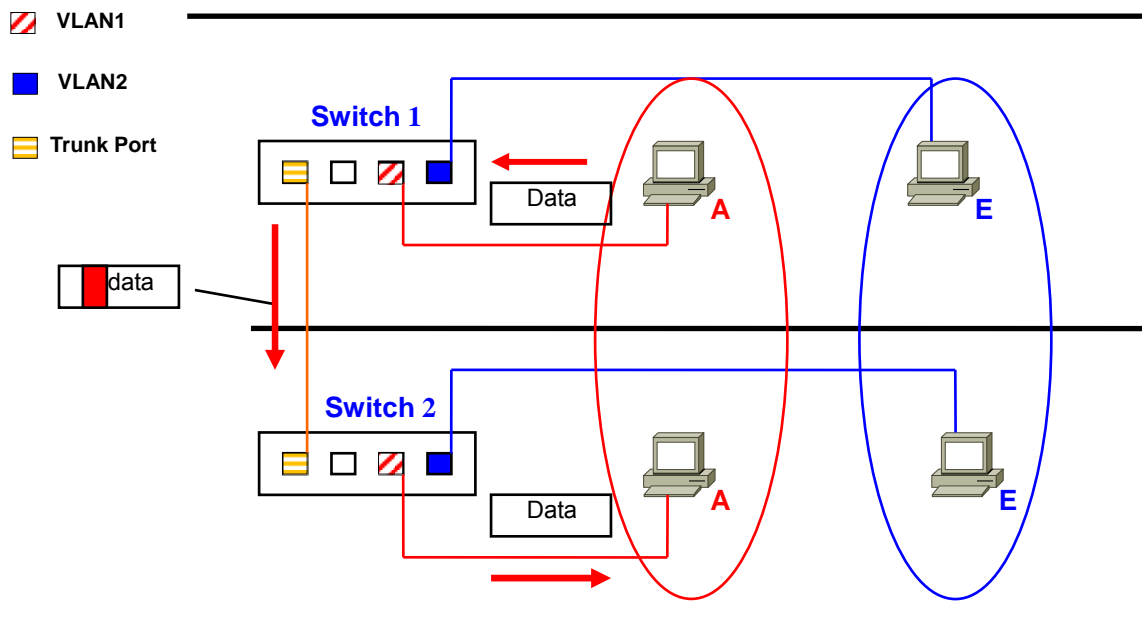 VLAN1
VLAN2
Trunk Port
Switch 1
Data
A
E
data
Switch 2
Data
A
E